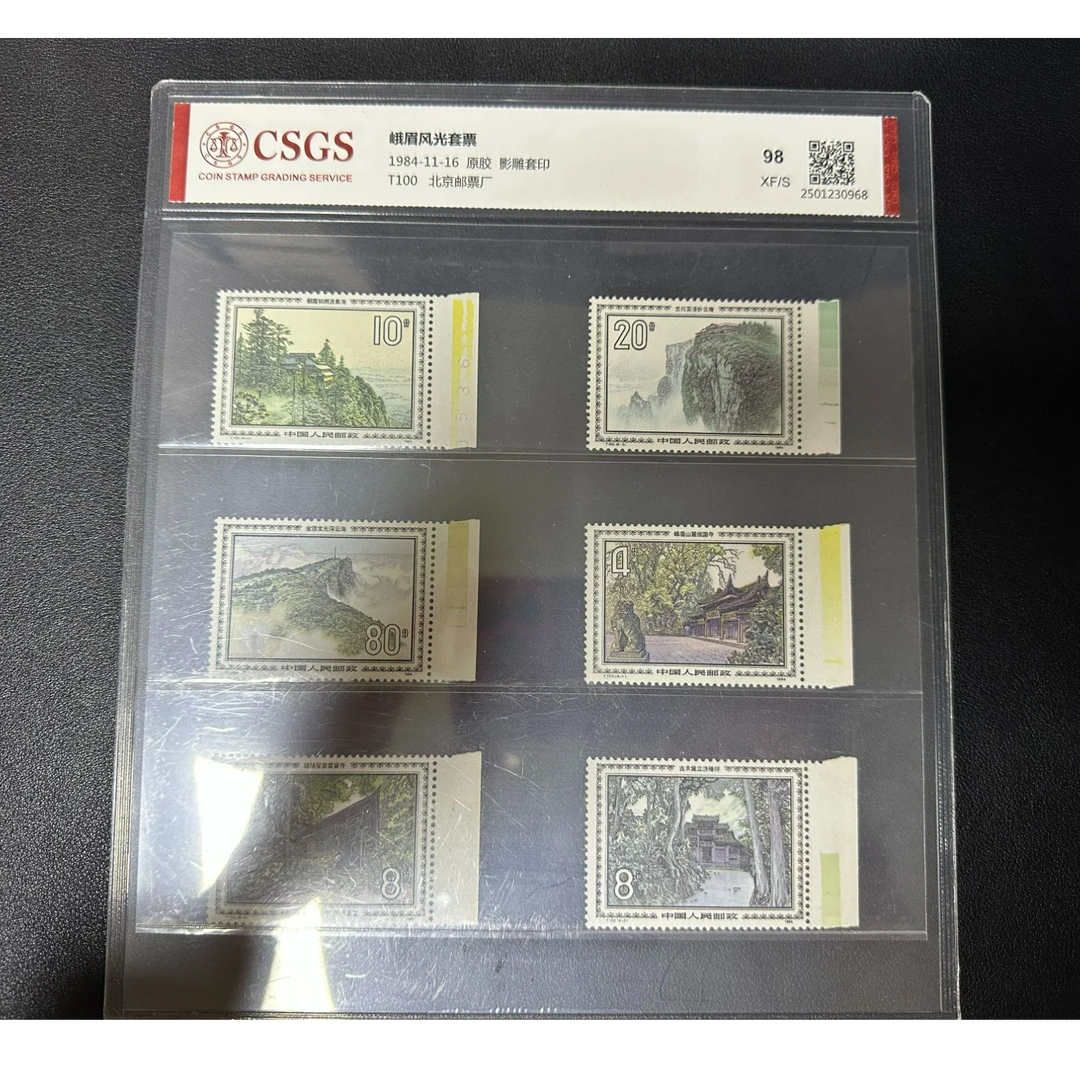 CSGS
COIN STAMP GRADING SERVICE
峨眉风光套票
1984-11-16 原胶 影雕套印
T100 北京邮票厂
98
XF/S
2501230968
10分
中国人民邮政
20分
中国人民邮政
80分
中国人民邮政
4分
中国人民邮政
8
8
中国人民邮政